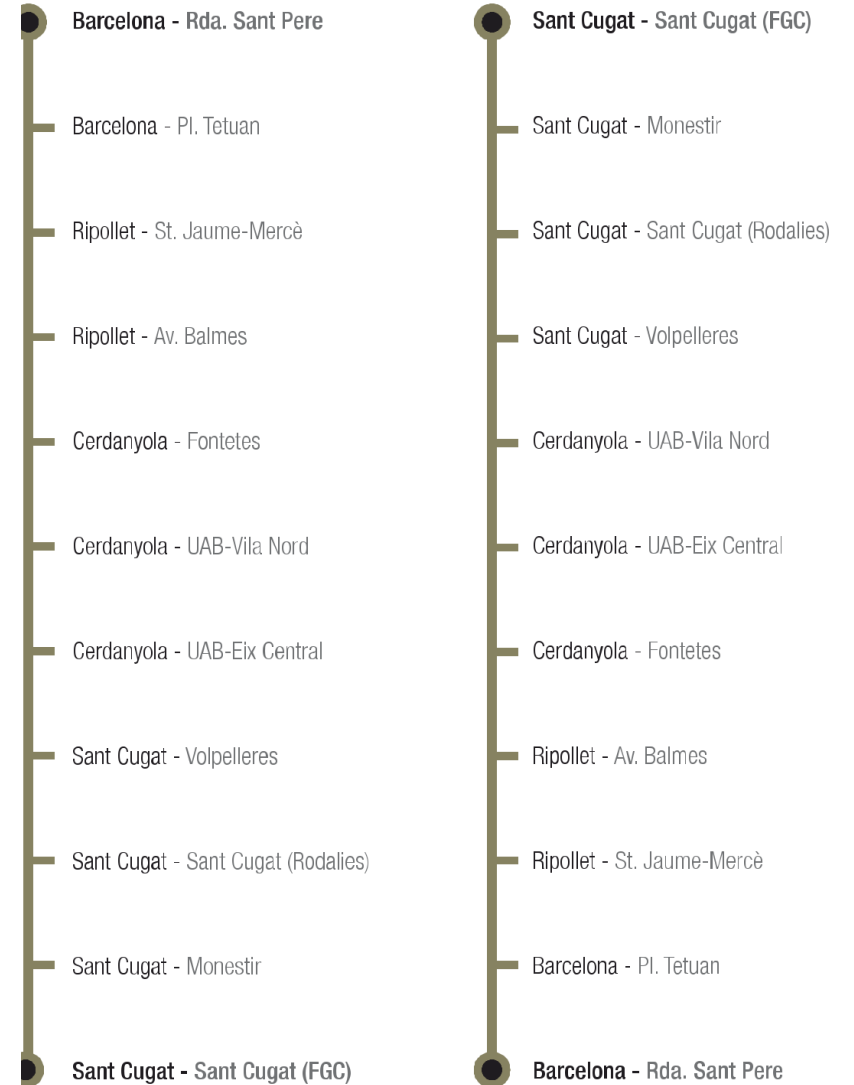 Barcelona - Rda. Sant Pere
Barcelona - Pl. Tetuan
Ripollet - St. Jaume-Mercè
Ripollet - Av. Balmes
Cerdanyola - Fontetes
Cerdanyola - UAB-Vila Nord
Cerdanyola - UAB-Eix Central
Sant Cugat - Volpelleres
Sant Cugat - Sant Cugat (Rodalies)
Sant Cugat - Monestir
Sant Cugat - Sant Cugat (FGC)
Sant Cugat - Sant Cugat (FGC)
Sant Cugat - Monestir
Sant Cugat - Sant Cugat (Rodalies)
Sant Cugat - Volpelleres
Cerdanyola - UAB-Vila Nord
Cerdanyola - UAB-Eix Central
Cerdanyola - Fontetes
Ripollet - Av. Balmes
Ripollet - St. Jaume-Mercè
Barcelona - Pl. Tetuan
Barcelona - Rda. Sant Pere